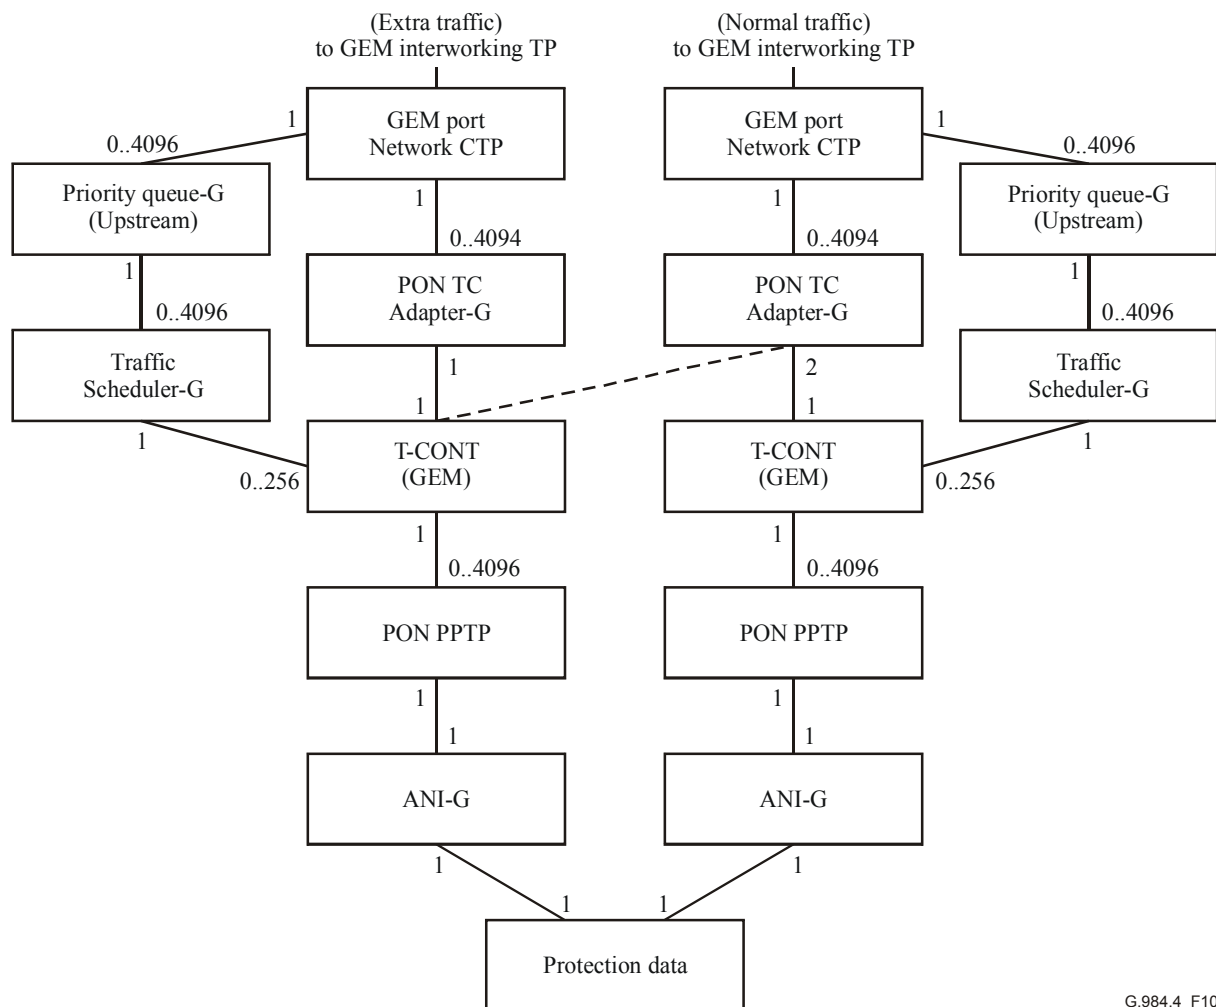 (Extra traffic)
to GEM interworking TP
(Normal traffic)
to GEM interworking TP
GEM port
Network CTP
GEM port
Network CTP
1
1
0..4096
0..4096
Priority queue-G
(Upstream)
Priority queue-G
(Upstream)
1
1
0..4094
0..4094
PON TC
Adapter-G
PON TC
Adapter-G
1
1
0..4096
0..4096
Traffic
Scheduler-G
Traffic
Scheduler-G
1
2
1
1
T-CONT
(GEM)
T-CONT
(GEM)
1
1
0..256
0..256
1
1
0..4096
0..4096
PON PPTP
PON PPTP
1
1
1
1
ANI-G
ANI-G
1
1
1
1
Protection data
G.984.4_F10